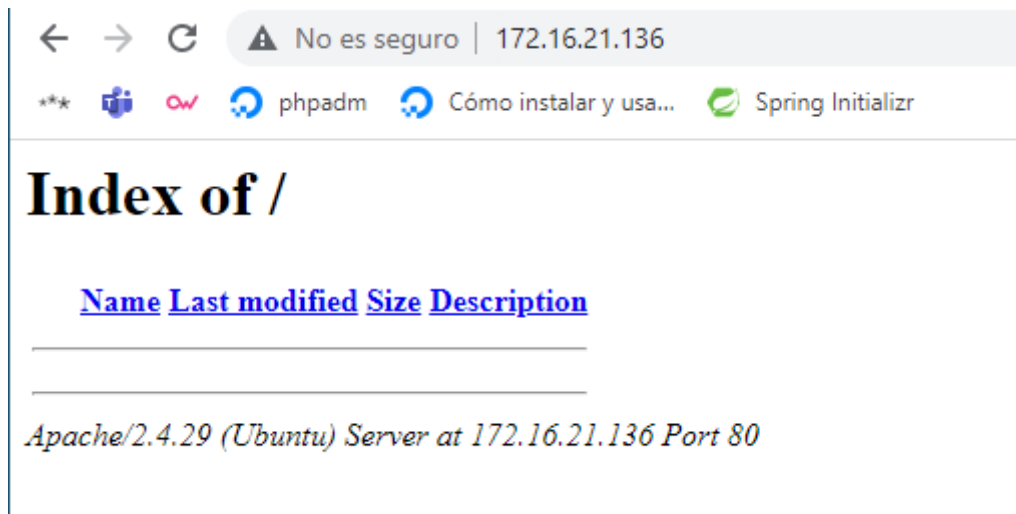 No es seguro | 172.16.21.136
*** phpadm Cómo instalar y usa... Spring Initializr
Index of /
Name Last modified Size Description
Apache/2.4.29 (Ubuntu) Server at 172.16.21.136 Port 80